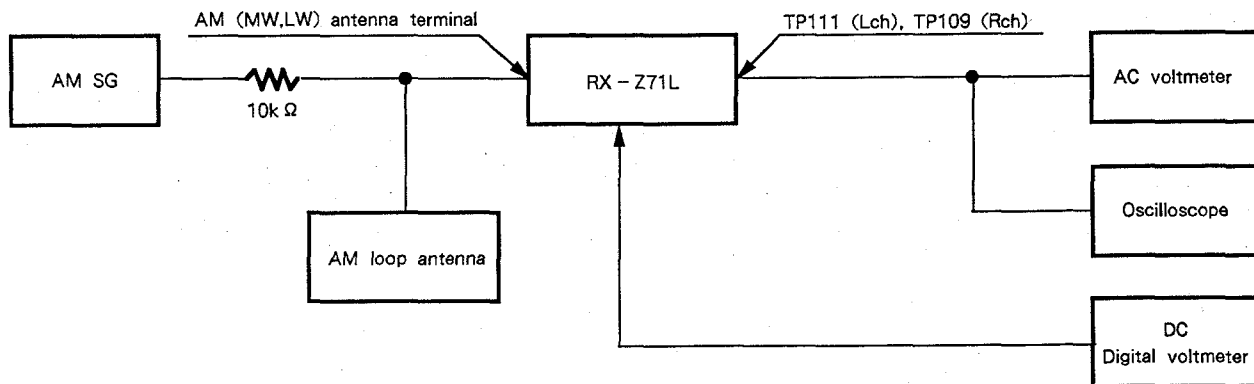 AM (MW,LW) antenna terminal
TP111 (Lch), TP109 (Rch)
AM SG
10k Ω
RX – Z71L
AC voltmeter
AM loop antenna
Oscilloscope
DC
Digital voltmeter